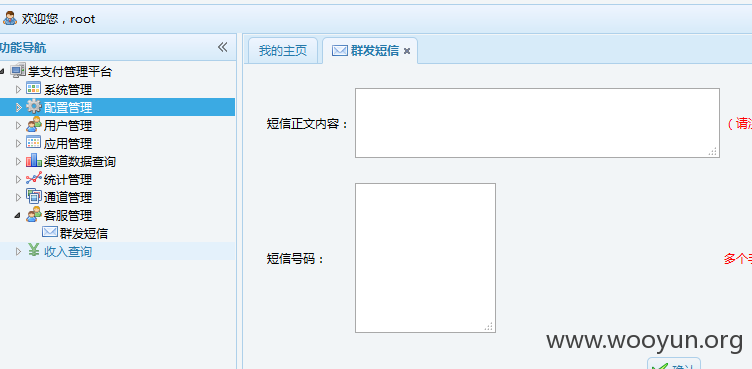 欢迎您，root
功能导航
掌支付管理平台
系统管理
配置管理
用户管理
应用管理
渠道数据查询
统计管理
通道管理
客服管理
群发短信
收入查询
我的主页
群发短信
短信正文内容：
（请
短信号码：
多个
www.wooyun.org
确认